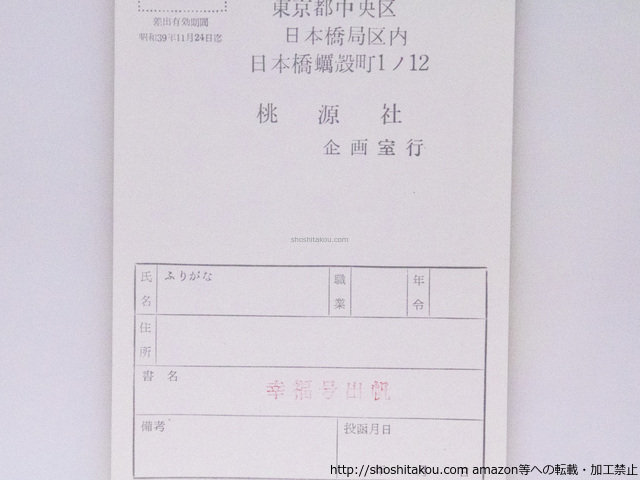 差出有効期間
昭和39年11月24日迄
東京都中央区
日本橋局区内
日本橋蠣殻町1ノ12
桃源社
企画室行
shoshitakou.com
氏名 ふりがな 職業 年令
住所
書名 幸福号出帆
備考 投函月日
http://shoshitakou.com amazon等への転載・加工禁止